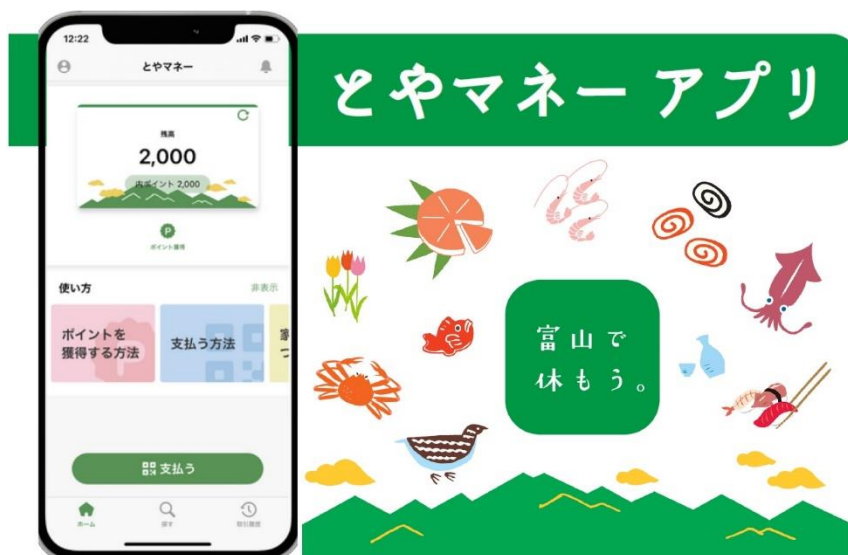 12:22
とやマネー
残高
2,000
内ポイント 2,000
P
ポイント獲得
使い方
非表示
ポイントを
獲得する方法
支払う方法
支払う
ホーム
探す
取引履歴
とやマネー アプリ
富山で
休もう。